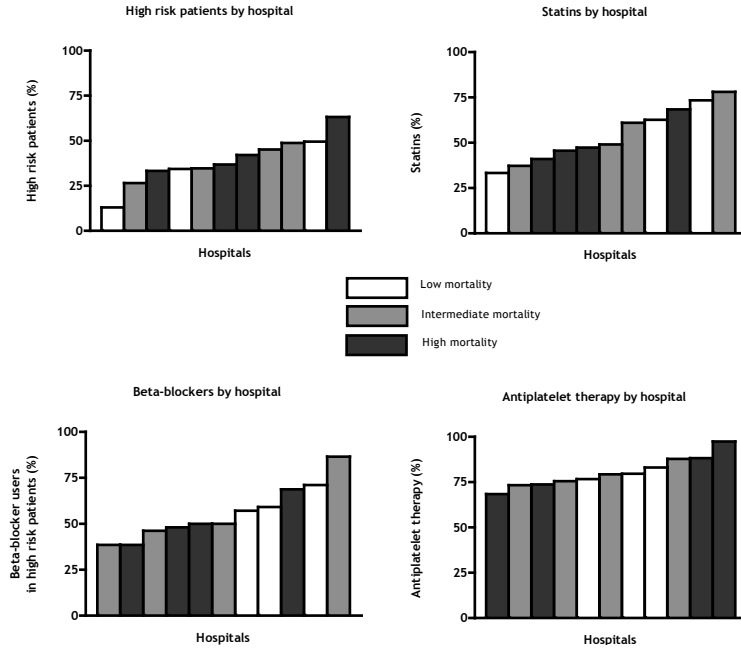 High risk patients by hospital
High risk patients (%)
100
75
50
25
0
Hospitals
Statins by hospital
Statins (%)
100
75
50
25
0
Hospitals
Low mortality
Intermediate mortality
High mortality
Beta-blockers by hospital
Beta-blocker users
in high risk patients (%)
100
75
50
25
0
Hospitals
Antiplatelet therapy by hospital
Antiplatelet therapy (%)
100
75
50
25
0
Hospitals